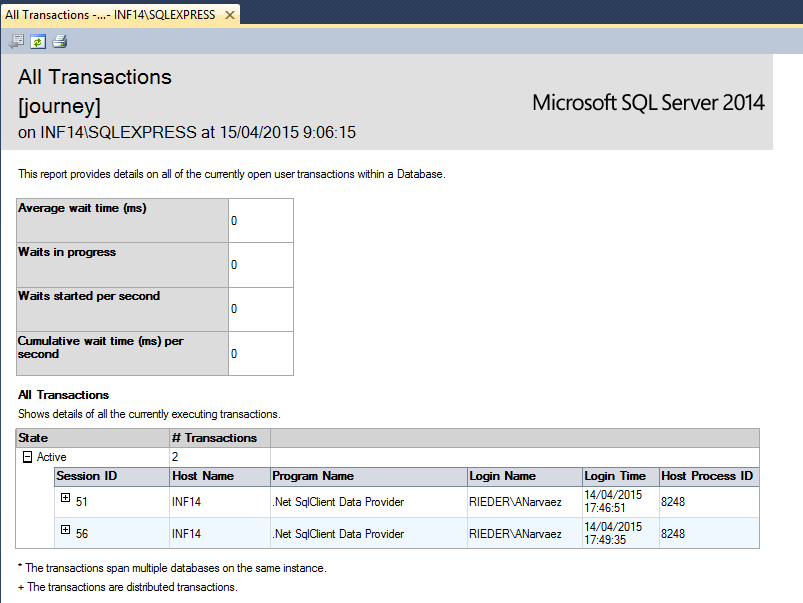 All Transactions -...- INF14\SQLEXPRESS
All Transactions
[journey]
Microsoft SQL Server 2014
on INF14\SQLEXPRESS at 15/04/2015 9:06:15
This report provides details on all of the currently open user transactions within a Database.
Average wait time (ms) 0
Waits in progress 0
Waits started per second 0
Cumulative wait time (ms) per
second 0
All Transactions
Shows details of all the currently executing transactions.
State # Transactions
Active 2
Session ID Host Name Program Name Login Name Login Time Host Process ID
51 INF14 .Net SqlClient Data Provider RIEDER\ANarvaez 14/04/2015 8248
17:46:51
56 INF14 .Net SqlClient Data Provider RIEDER\ANarvaez 14/04/2015 8248
17:49:35
* The transactions span multiple databases on the same instance.
+ The transactions are distributed transactions.